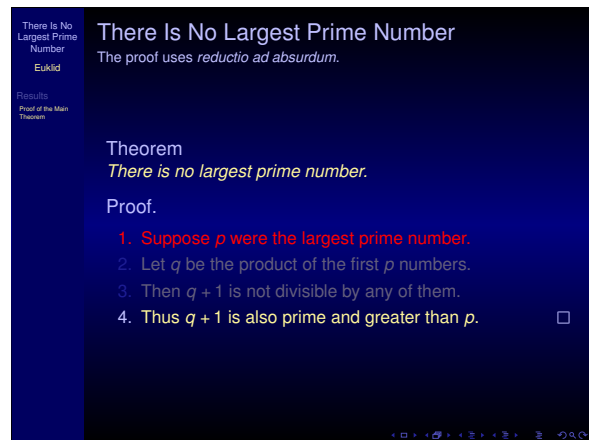 There Is No
Largest Prime
Number
Euklid
Results
Proof of the Main
Theorem
There Is No Largest Prime Number
The proof uses reductio ad absurdum.
Theorem
There is no largest prime number.
Proof.
1. Suppose p were the largest prime number.
2. Let q be the product of the first p numbers.
3. Then q + 1 is not divisible by any of them.
4. Thus q + 1 is also prime and greater than p.